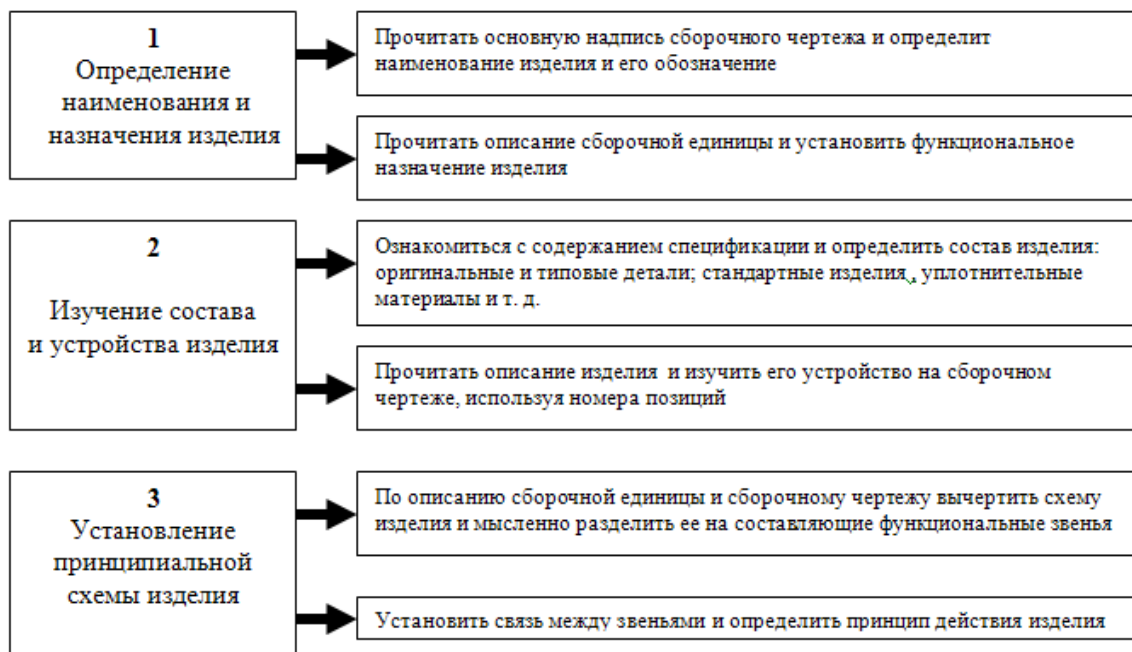 1
Определение
наименования и
назначения изделия
Прочитать основную надпись сборочного чертежа и определит
наименование изделия и его обозначение
Прочитать описание сборочной единицы и установить функциональное
назначение изделия
2
Изучение состава
и устройства изделия
Ознакомиться с содержанием спецификации и определить состав изделия:
оригинальные и типовые детали; стандартные изделия , уплотнительные
материалы и т. д.
Прочитать описание изделия и изучить его устройство на сборочном
чертеже, используя номера позиций
3
Установление
принципиальной
схемы изделия
По описанию сборочной единицы и сборочному чертежу вычертить схему
изделия и мысленно разделить ее на составляющие функциональные звенья
Установить связь между звеньями и определить принцип действия изделия